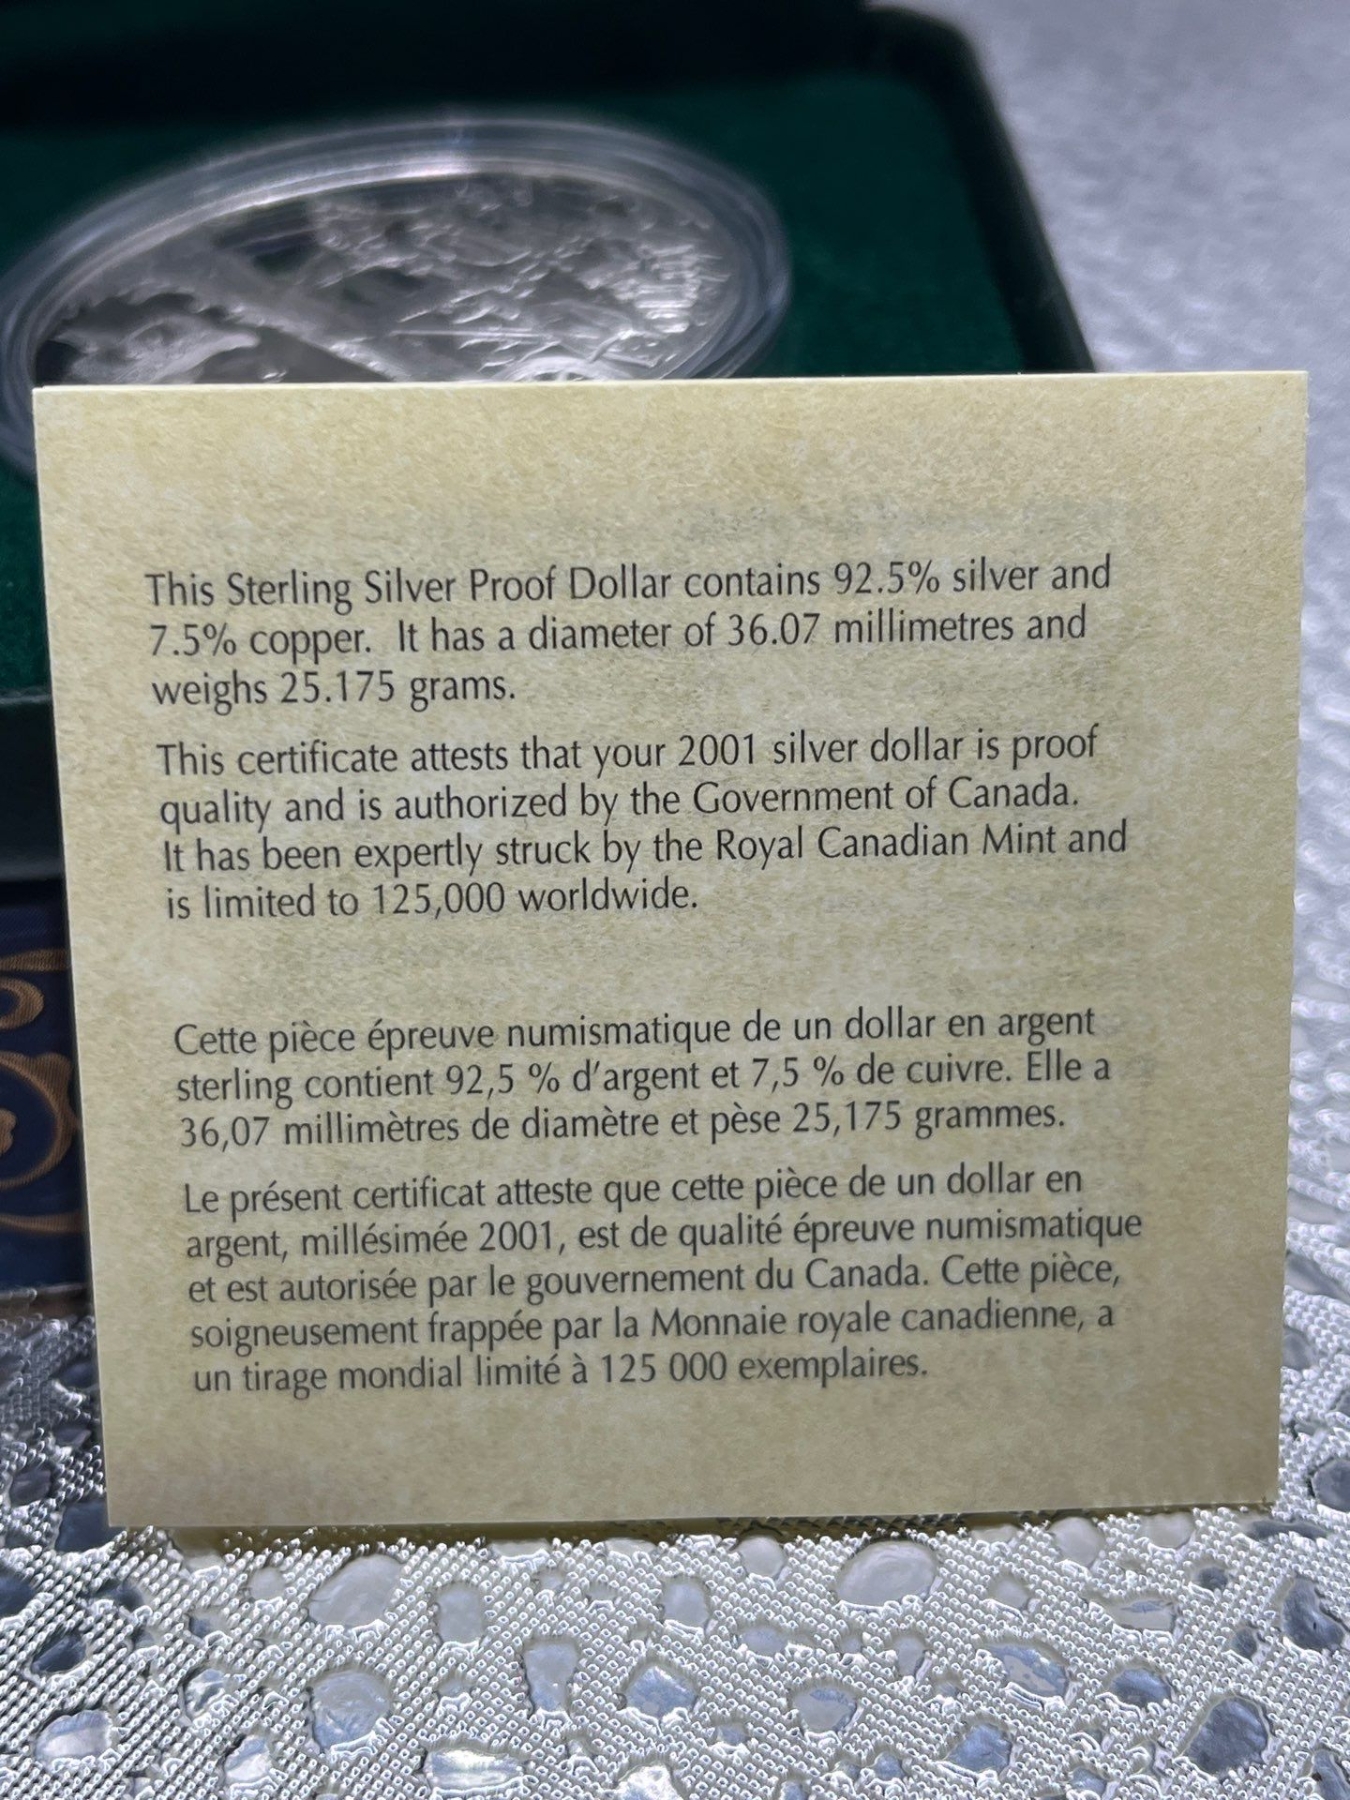 This Sterling Silver Proof Dollar contains 92.5% silver and
7.5% copper. It has a diameter of 36.07 millimetres and
weighs 25.175 grams.
This certificate attests that your 2001 silver dollar is proof
quality and is authorized by the Government of Canada.
It has been expertly struck by the Royal Canadian Mint and
is limited to 125,000 worldwide.
Cette pièce épreuve numismatique de un dollar en argent
sterling contient 92,5 % d'argent et 7,5 % de cuivre. Elle a
36,07 millimètres de diamètre et pèse 25,175 grammes.
Le présent certificat atteste que cette pièce de un dollar en
argent, millésimée 2001, est de qualité épreuve numismatique
et est autorisée par le gouvernement du Canada. Cette pièce,
soigneusement frappée par la Monnaie royale canadienne, a
un tirage mondial limité à 125 000 exemplaires.